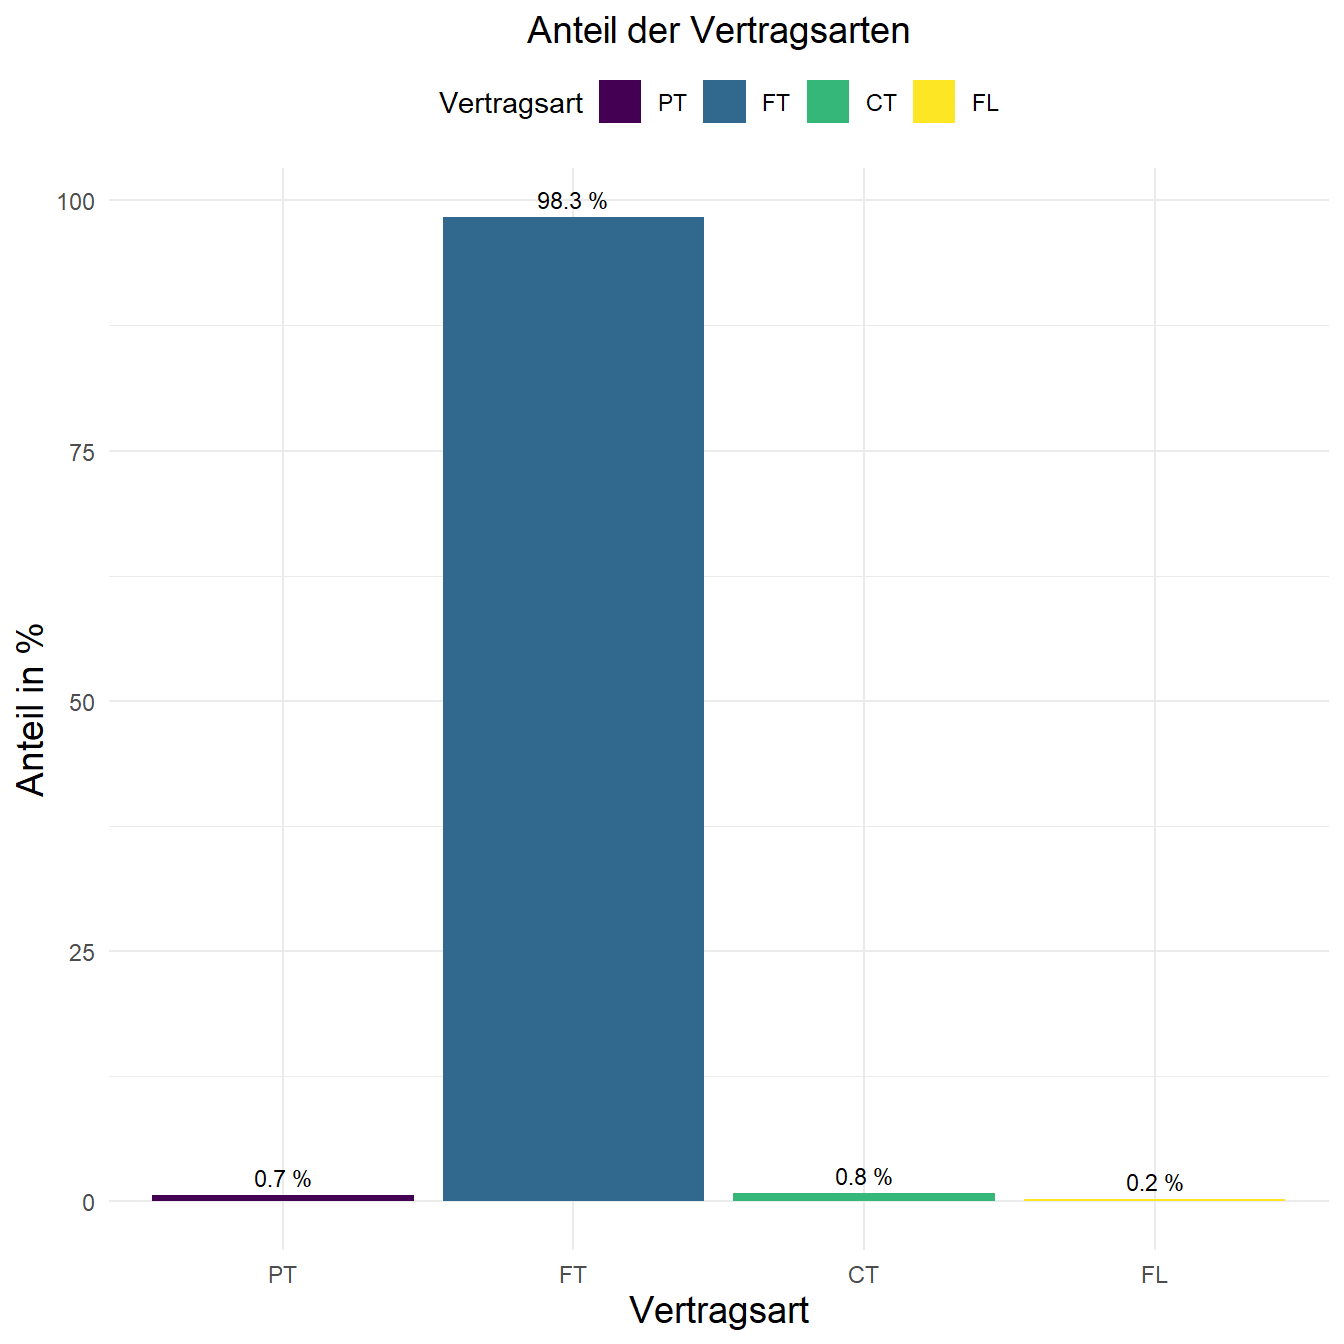 Anteil der Vertragsarten
Vertragsart PT FT CT FL
100
75
50
25
0
Anteil in %
0.7 %
98.3 %
0.8 %
0.2 %
PT FT CT FL
Vertragsart